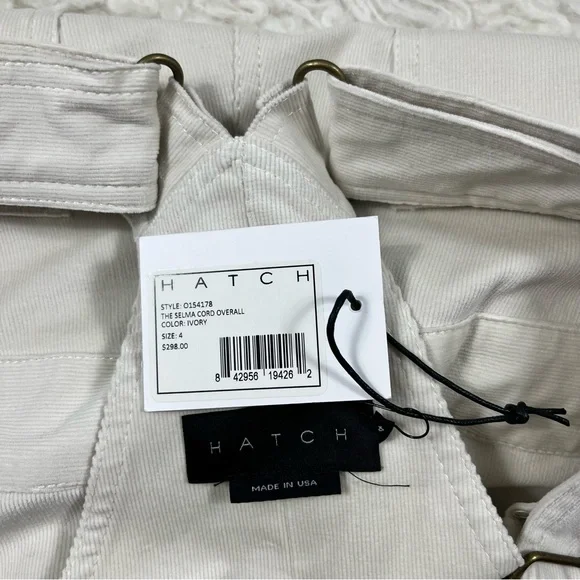 HATCH
STYLE: O154178
THE SELMA CORD OVERALL
COLOR: IVORY
SIZE: 4
$298.00
8 42956 19426 2
HATCH
MADE IN USA